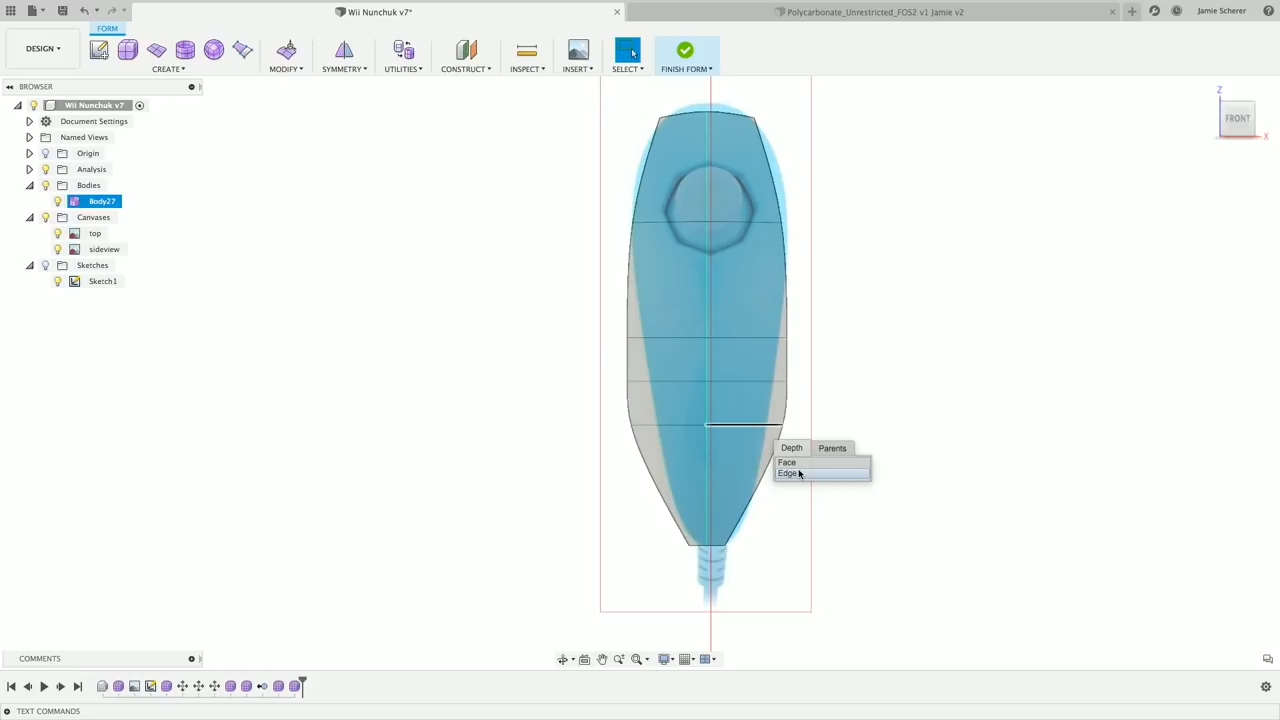 Wii Nunchuk v7*
Polycarbonate_Unrestricted_FOS2 v1 Jamie v2
Jamie Scherer
FORM
DESIGN
CREATE
MODIFY
SYMMETRY
UTILITIES
CONSTRUCT
INSPECT
INSERT
SELECT
FINISH FORM
BROWSER
Wii Nunchuk v7
Document Settings
Named Views
Origin
Analysis
Bodies
Body27
Canvases
top
sideview
Sketches
Sketch1
Z
FRONT
X
Depth Parents
Face
Edge
COMMENTS
TEXT COMMANDS